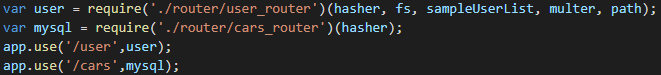 var user = require('./router/user_router')(hasher, fs, sampleUserList, multer, path);
var mysql = require('./router/cars_router')(hasher);
app.use('/user',user);
app.use('/cars',mysql);